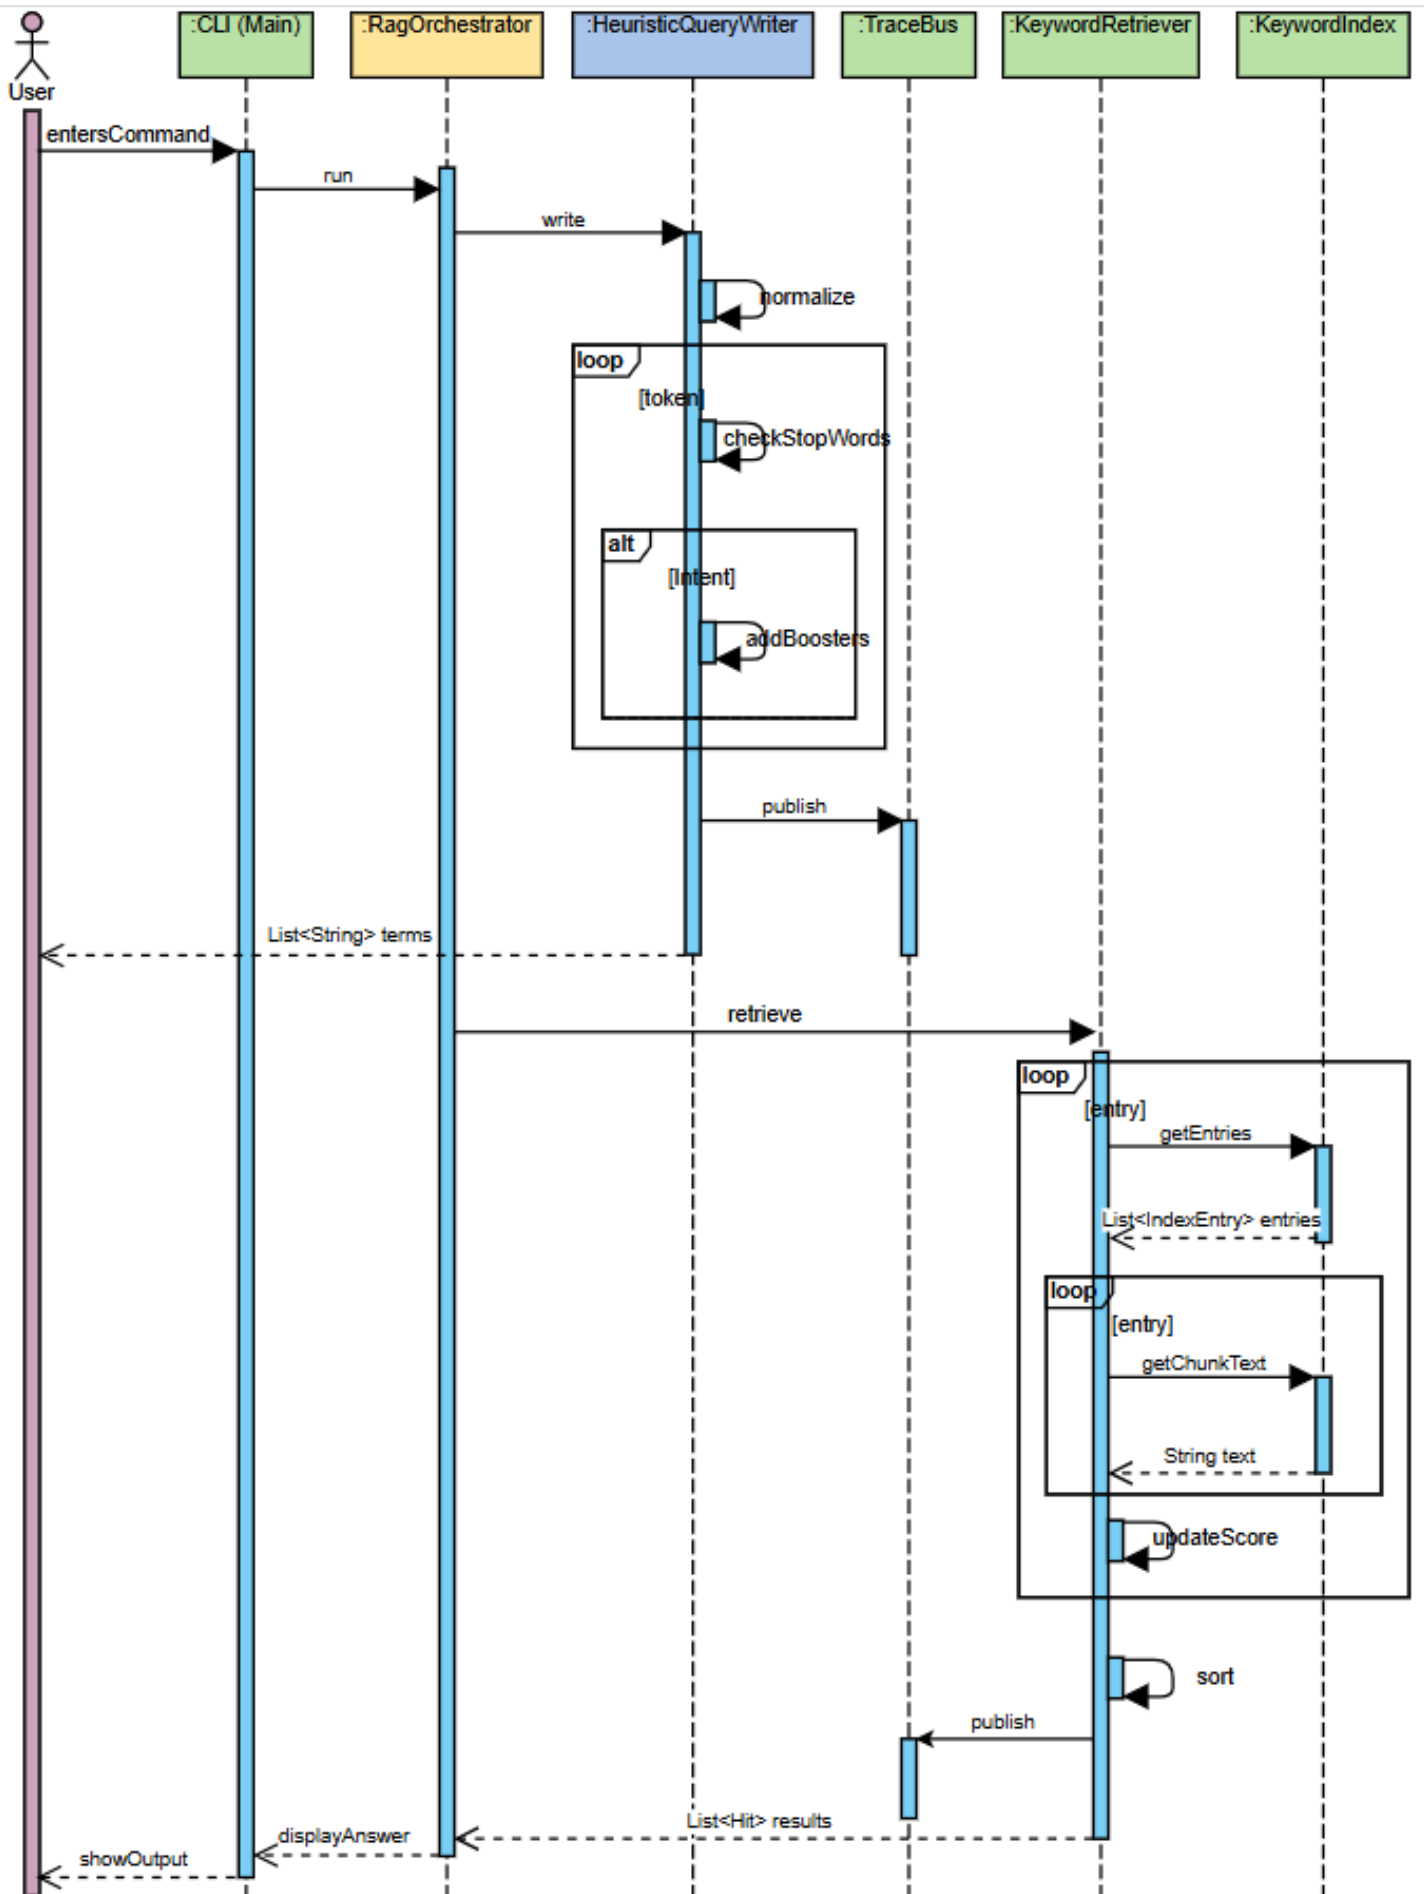 :CLI (Main)
:RagOrchestrator
:HeuristicQueryWriter
:TraceBus
:KeywordRetriever
:KeywordIndex
User
entersCommand
run
write
normalize
loop
[token]
checkStopWords
alt
[Intent]
addBoosters
publish
List<String> terms
retrieve
loop
[entry]
getEntries
List<IndexEntry> entries
loop
[entry]
getChunkText
String text
updateScore
sort
publish
List<Hit> results
displayAnswer
showOutput